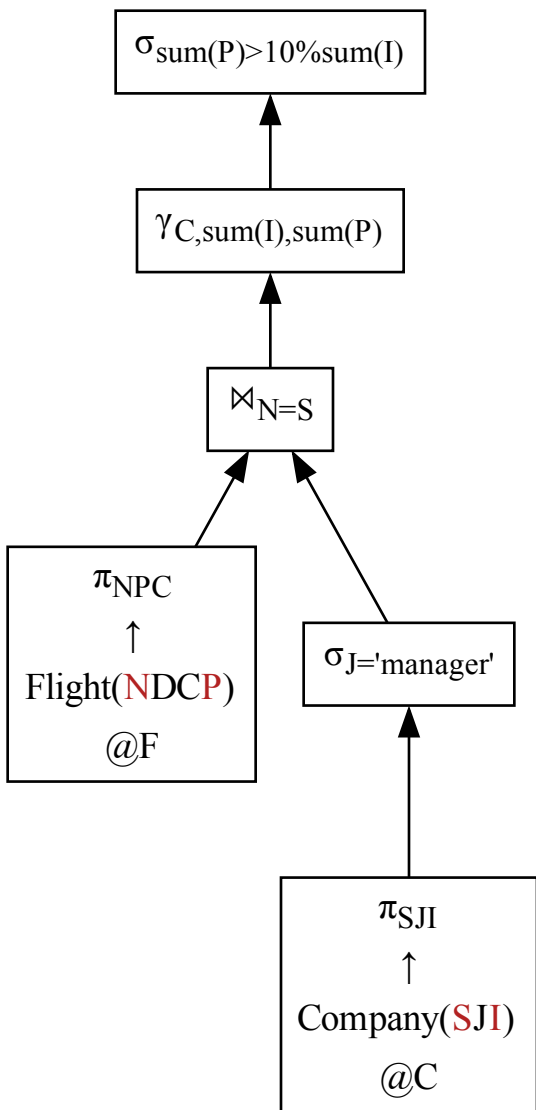 σsum(P)>10%sum(I)
γC,sum(I),sum(P)
⋈N=S
πNPC
↑
Flight(NDCP)
@F
σJ='manager'
πSJI
↑
Company(SJI)
@C